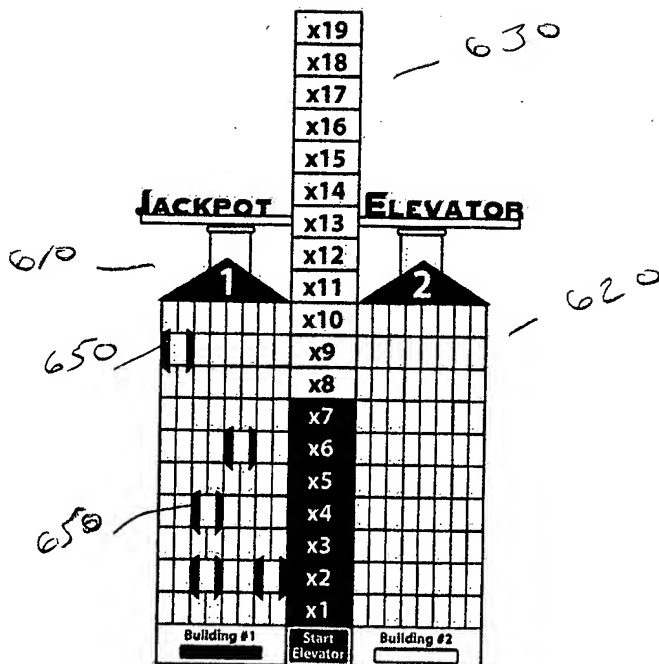 x19
630
x18
x17
x16
x15
x14
JACKPOT ELEVATOR
x13
x12
610
1 2
x11
620
x10
650
x9
x8
x7
x6
x5
650
x4
x3
x2
x1
Building #1 Start Elevator Building #2